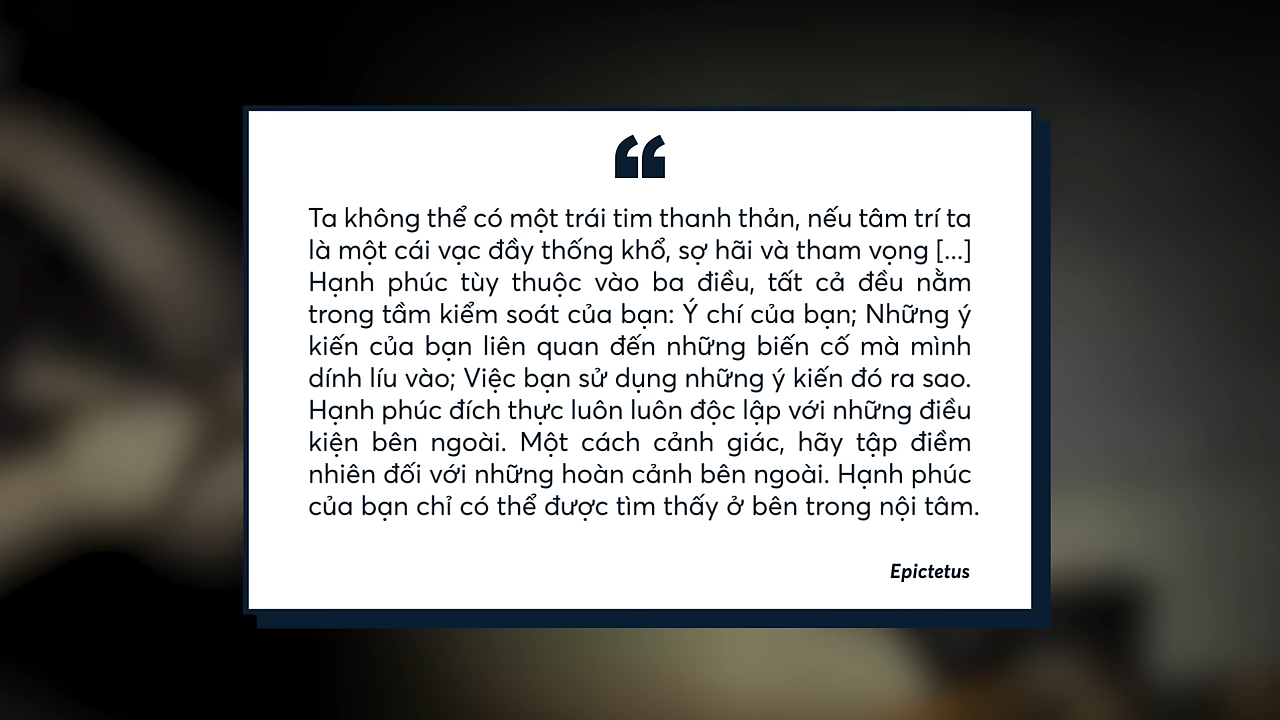 “
Ta không thể có một trái tim thanh thản, nếu tâm trí ta
là một cái vạc đầy thống khổ, sợ hãi và tham vọng [...]
Hạnh phúc tùy thuộc vào ba điều, tất cả đều nằm
trong tầm kiểm soát của bạn: Ý chí của bạn; Những ý
kiến của bạn liên quan đến những biến cố mà mình
dính líu vào; Việc bạn sử dụng những ý kiến đó ra sao.
Hạnh phúc đích thực luôn luôn độc lập với những điều
kiện bên ngoài. Một cách cảnh giác, hãy tập điềm
nhiên đối với những hoàn cảnh bên ngoài. Hạnh phúc
của bạn chỉ có thể được tìm thấy ở bên trong nội tâm.
Epictetus